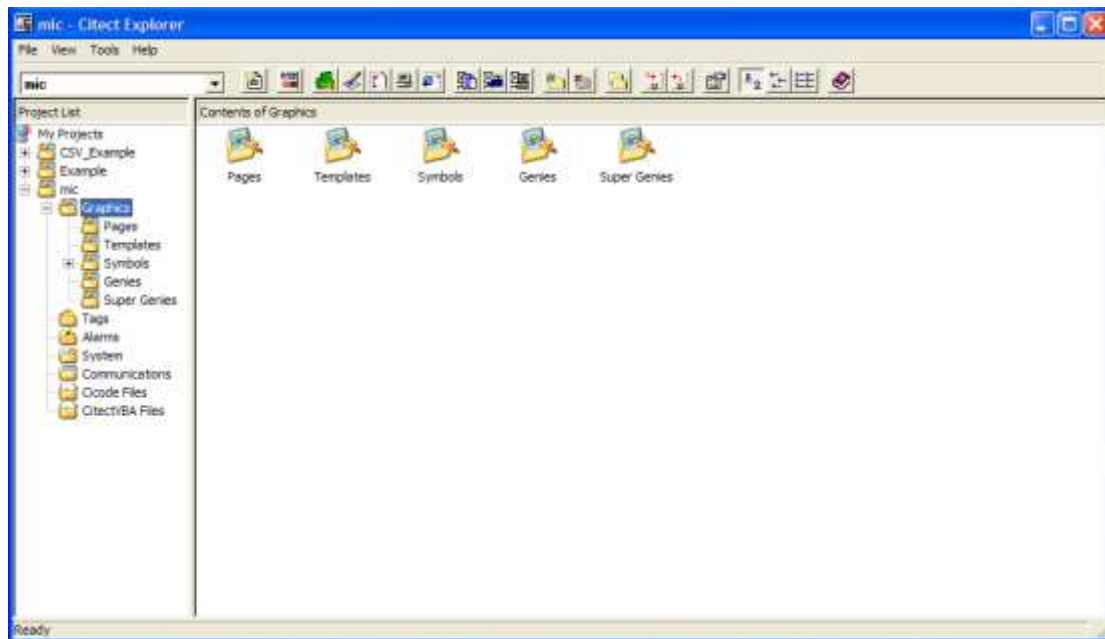 mic - Citect Explorer
File View Tools Help
mic
Project List
Contents of Graphics
My Projects
CSV_Example
Example
mic
Graphics
Pages
Templates
Symbols
Genies
Super Genies
Tags
Alarms
System
Communications
Cicode Files
CitectVBA Files
Pages Templates Symbols Genies Super Genies
Ready